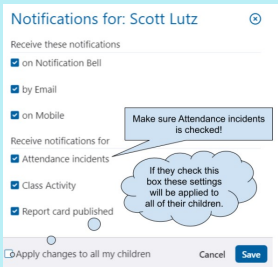 Notifications for: Scott Lutz
Receive these notifications
on Notification Bell
by Email
on Mobile
Make sure Attendance incidents
is checked!
Receive notifications for
Attendance incidents
If they check this
box these settings
will be applied to
all of their children.
Class Activity
Report card published
Apply changes to all my children
Cancel
Save